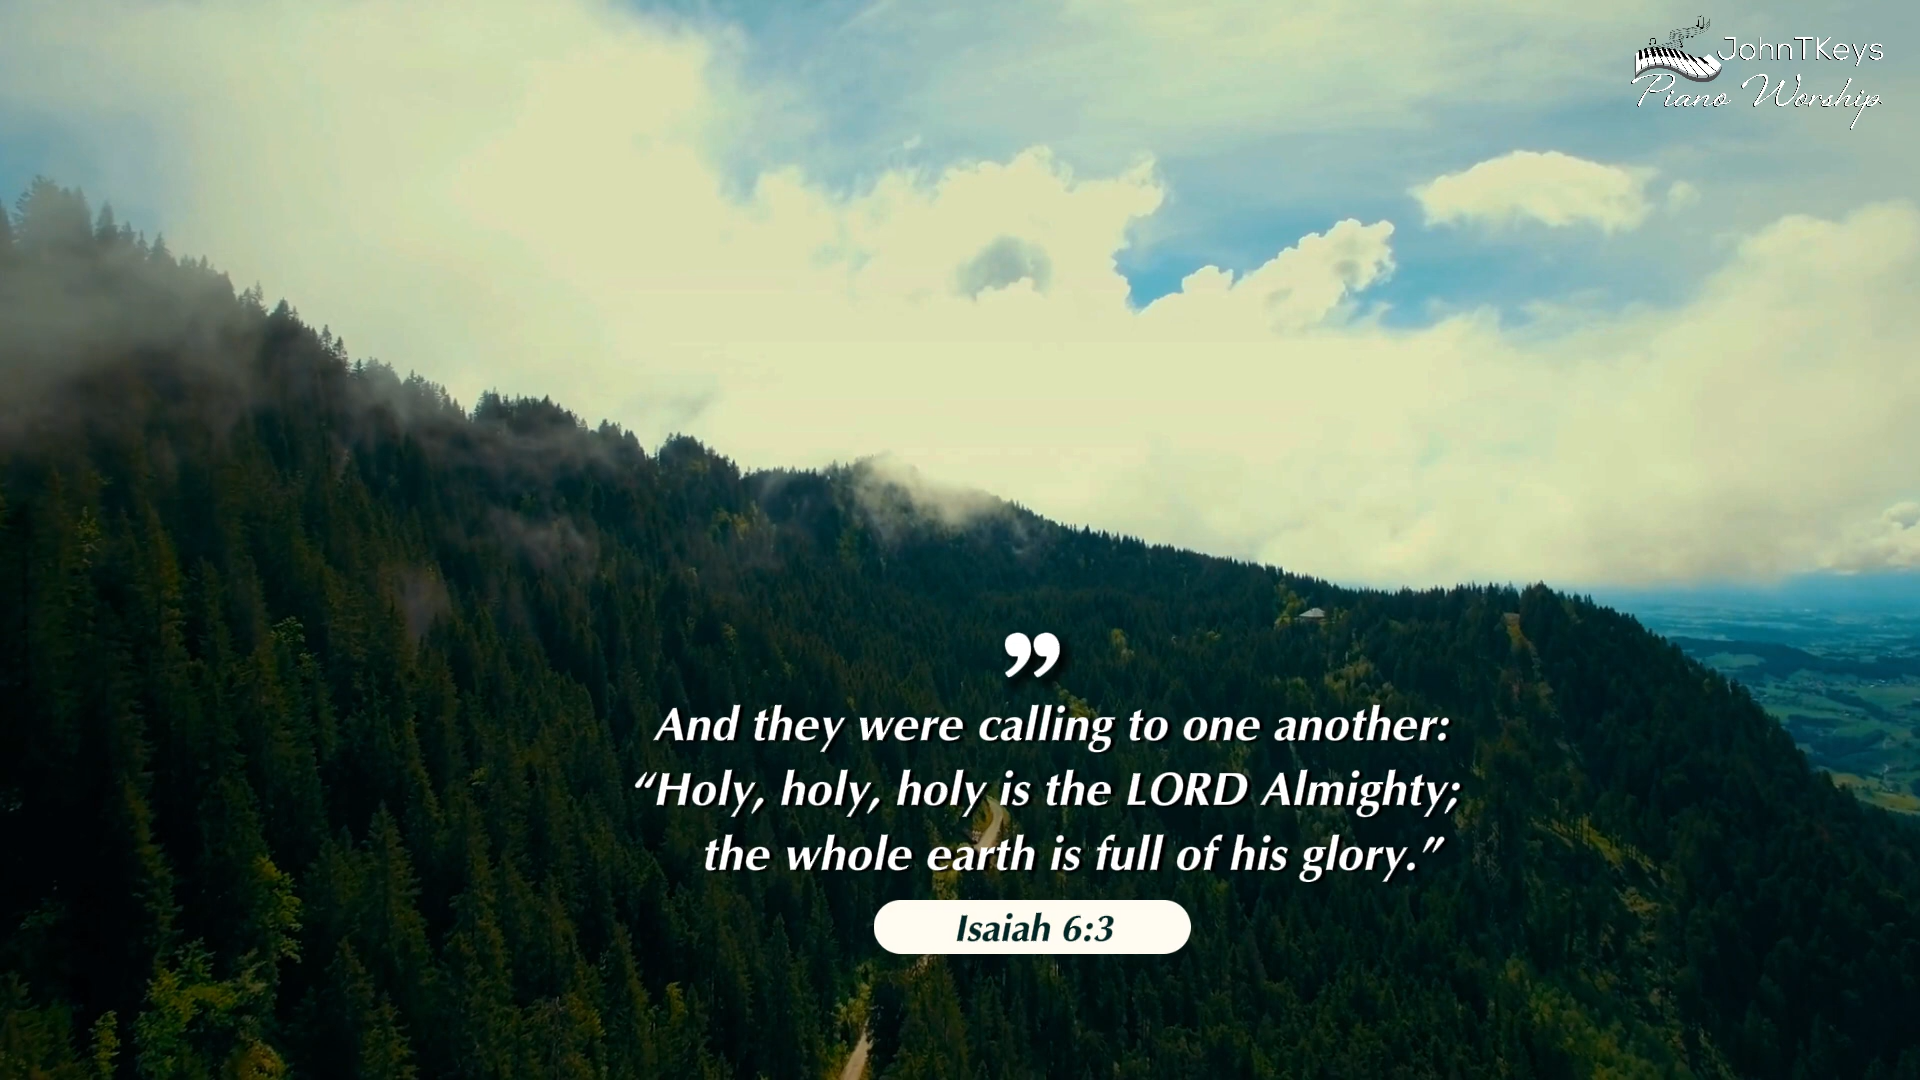 JohnTKeys
Piano Worship
”
And they were calling to one another:
“Holy, holy, holy is the LORD Almighty;
the whole earth is full of his glory.”
Isaiah 6:3